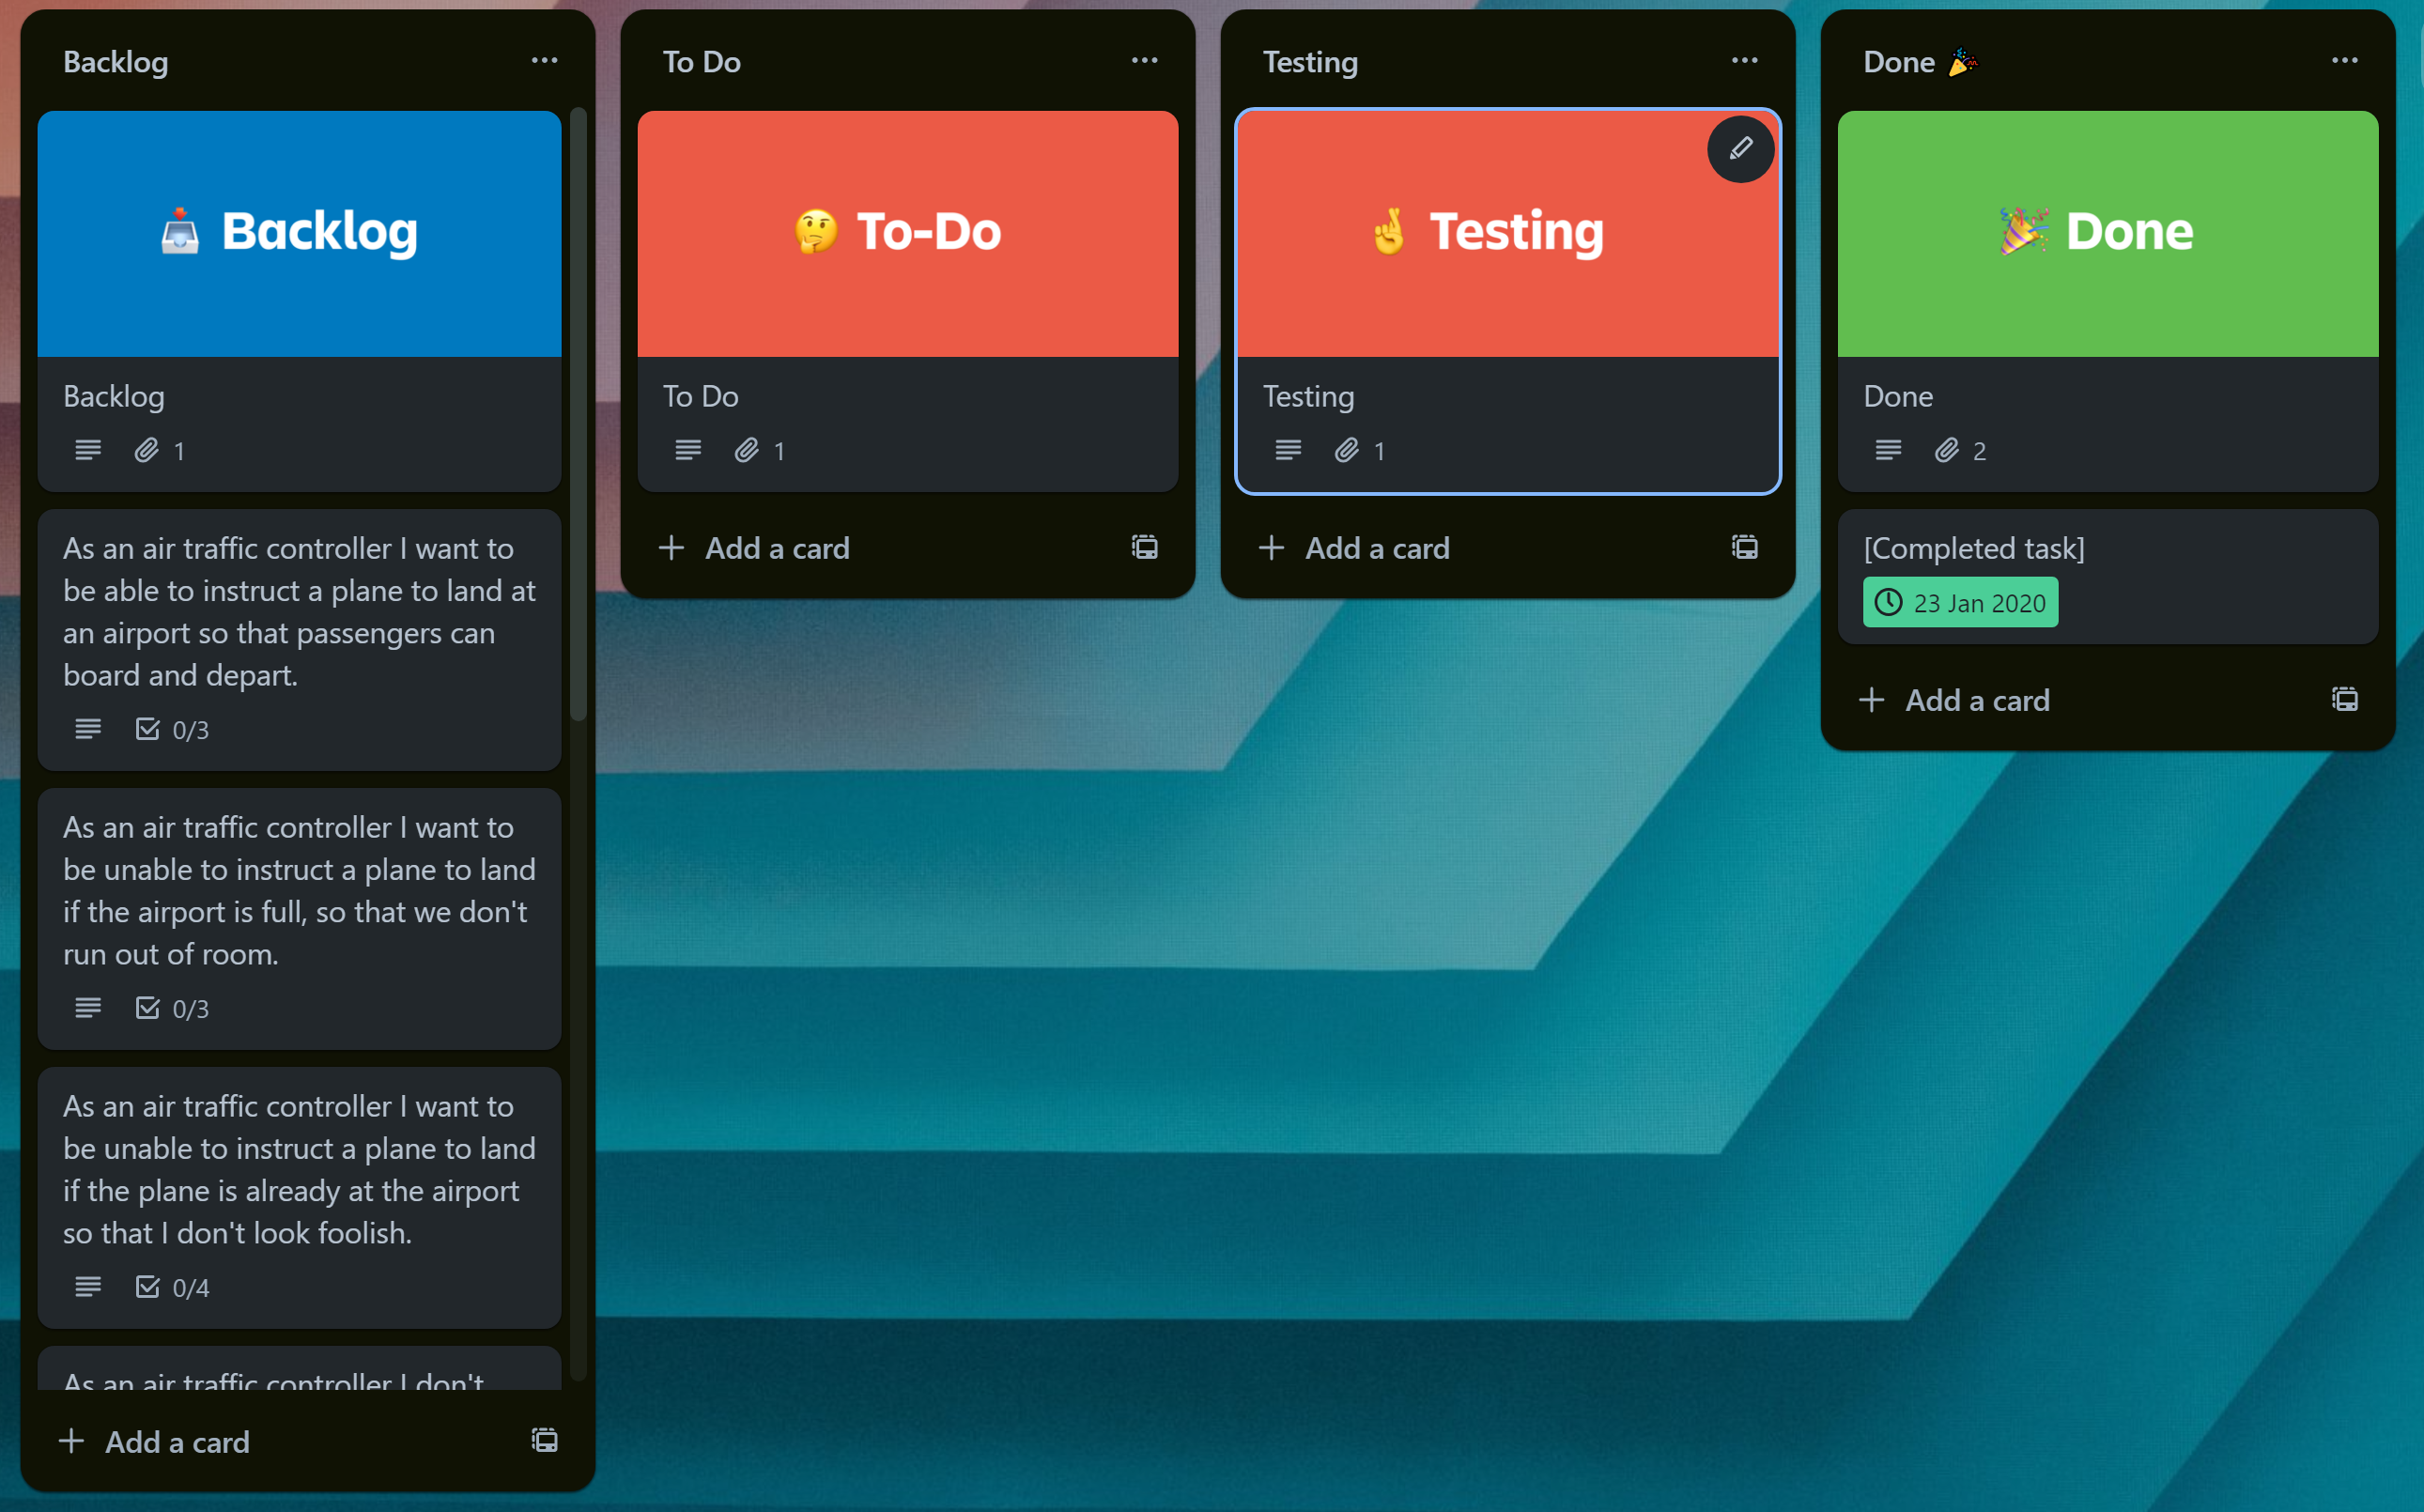 Backlog
Backlog
Backlog
1
As an air traffic controller I want to
be able to instruct a plane to land at
an airport so that passengers can
board and depart.
0/3
As an air traffic controller I want to
be unable to instruct a plane to land
if the airport is full, so that we don't
run out of room.
0/3
As an air traffic controller I want to
be unable to instruct a plane to land
if the plane is already at the airport
so that I don't look foolish.
0/4
As an air traffic controller I don't
Add a card
To Do
To-Do
To Do
1
Add a card
Testing
Testing
Testing
1
Add a card
Done
Done
Done
2
[Completed task]
23 Jan 2020
Add a card